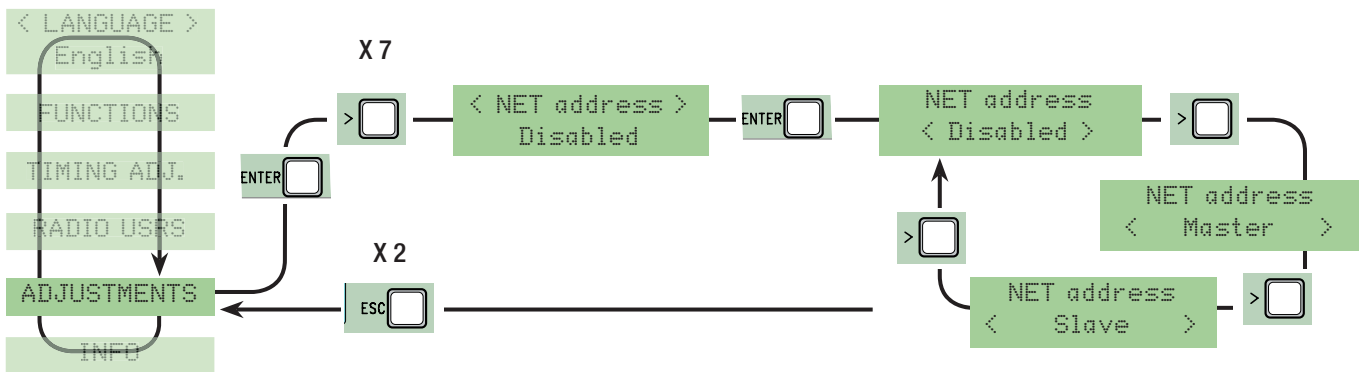 < LANGUAGE >
English
FUNCTIONS
TIMING ADJ.
RADIO USRS
ADJUSTMENTS
INFO
ENTER
X 7
>
< NET address >
Disabled
ENTER
NET address
< Disabled >
>
NET address
< Master >
>
NET address
< Slave >
>
X 2
ESC